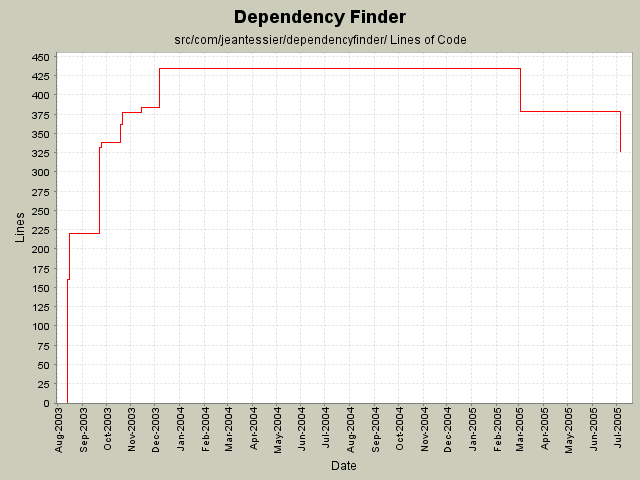 Dependency Finder
src/com/jeantessier/dependencyfinder/ Lines of Code
Lines
450
425
400
375
350
325
300
275
250
225
200
175
150
125
100
75
50
25
0
Aug-2003
Sep-2003
Oct-2003
Nov-2003
Dec-2003
Jan-2004
Feb-2004
Mar-2004
Apr-2004
May-2004
Jun-2004
Jul-2004
Aug-2004
Sep-2004
Oct-2004
Nov-2004
Dec-2004
Jan-2005
Feb-2005
Mar-2005
Apr-2005
May-2005
Jun-2005
Jul-2005
Date